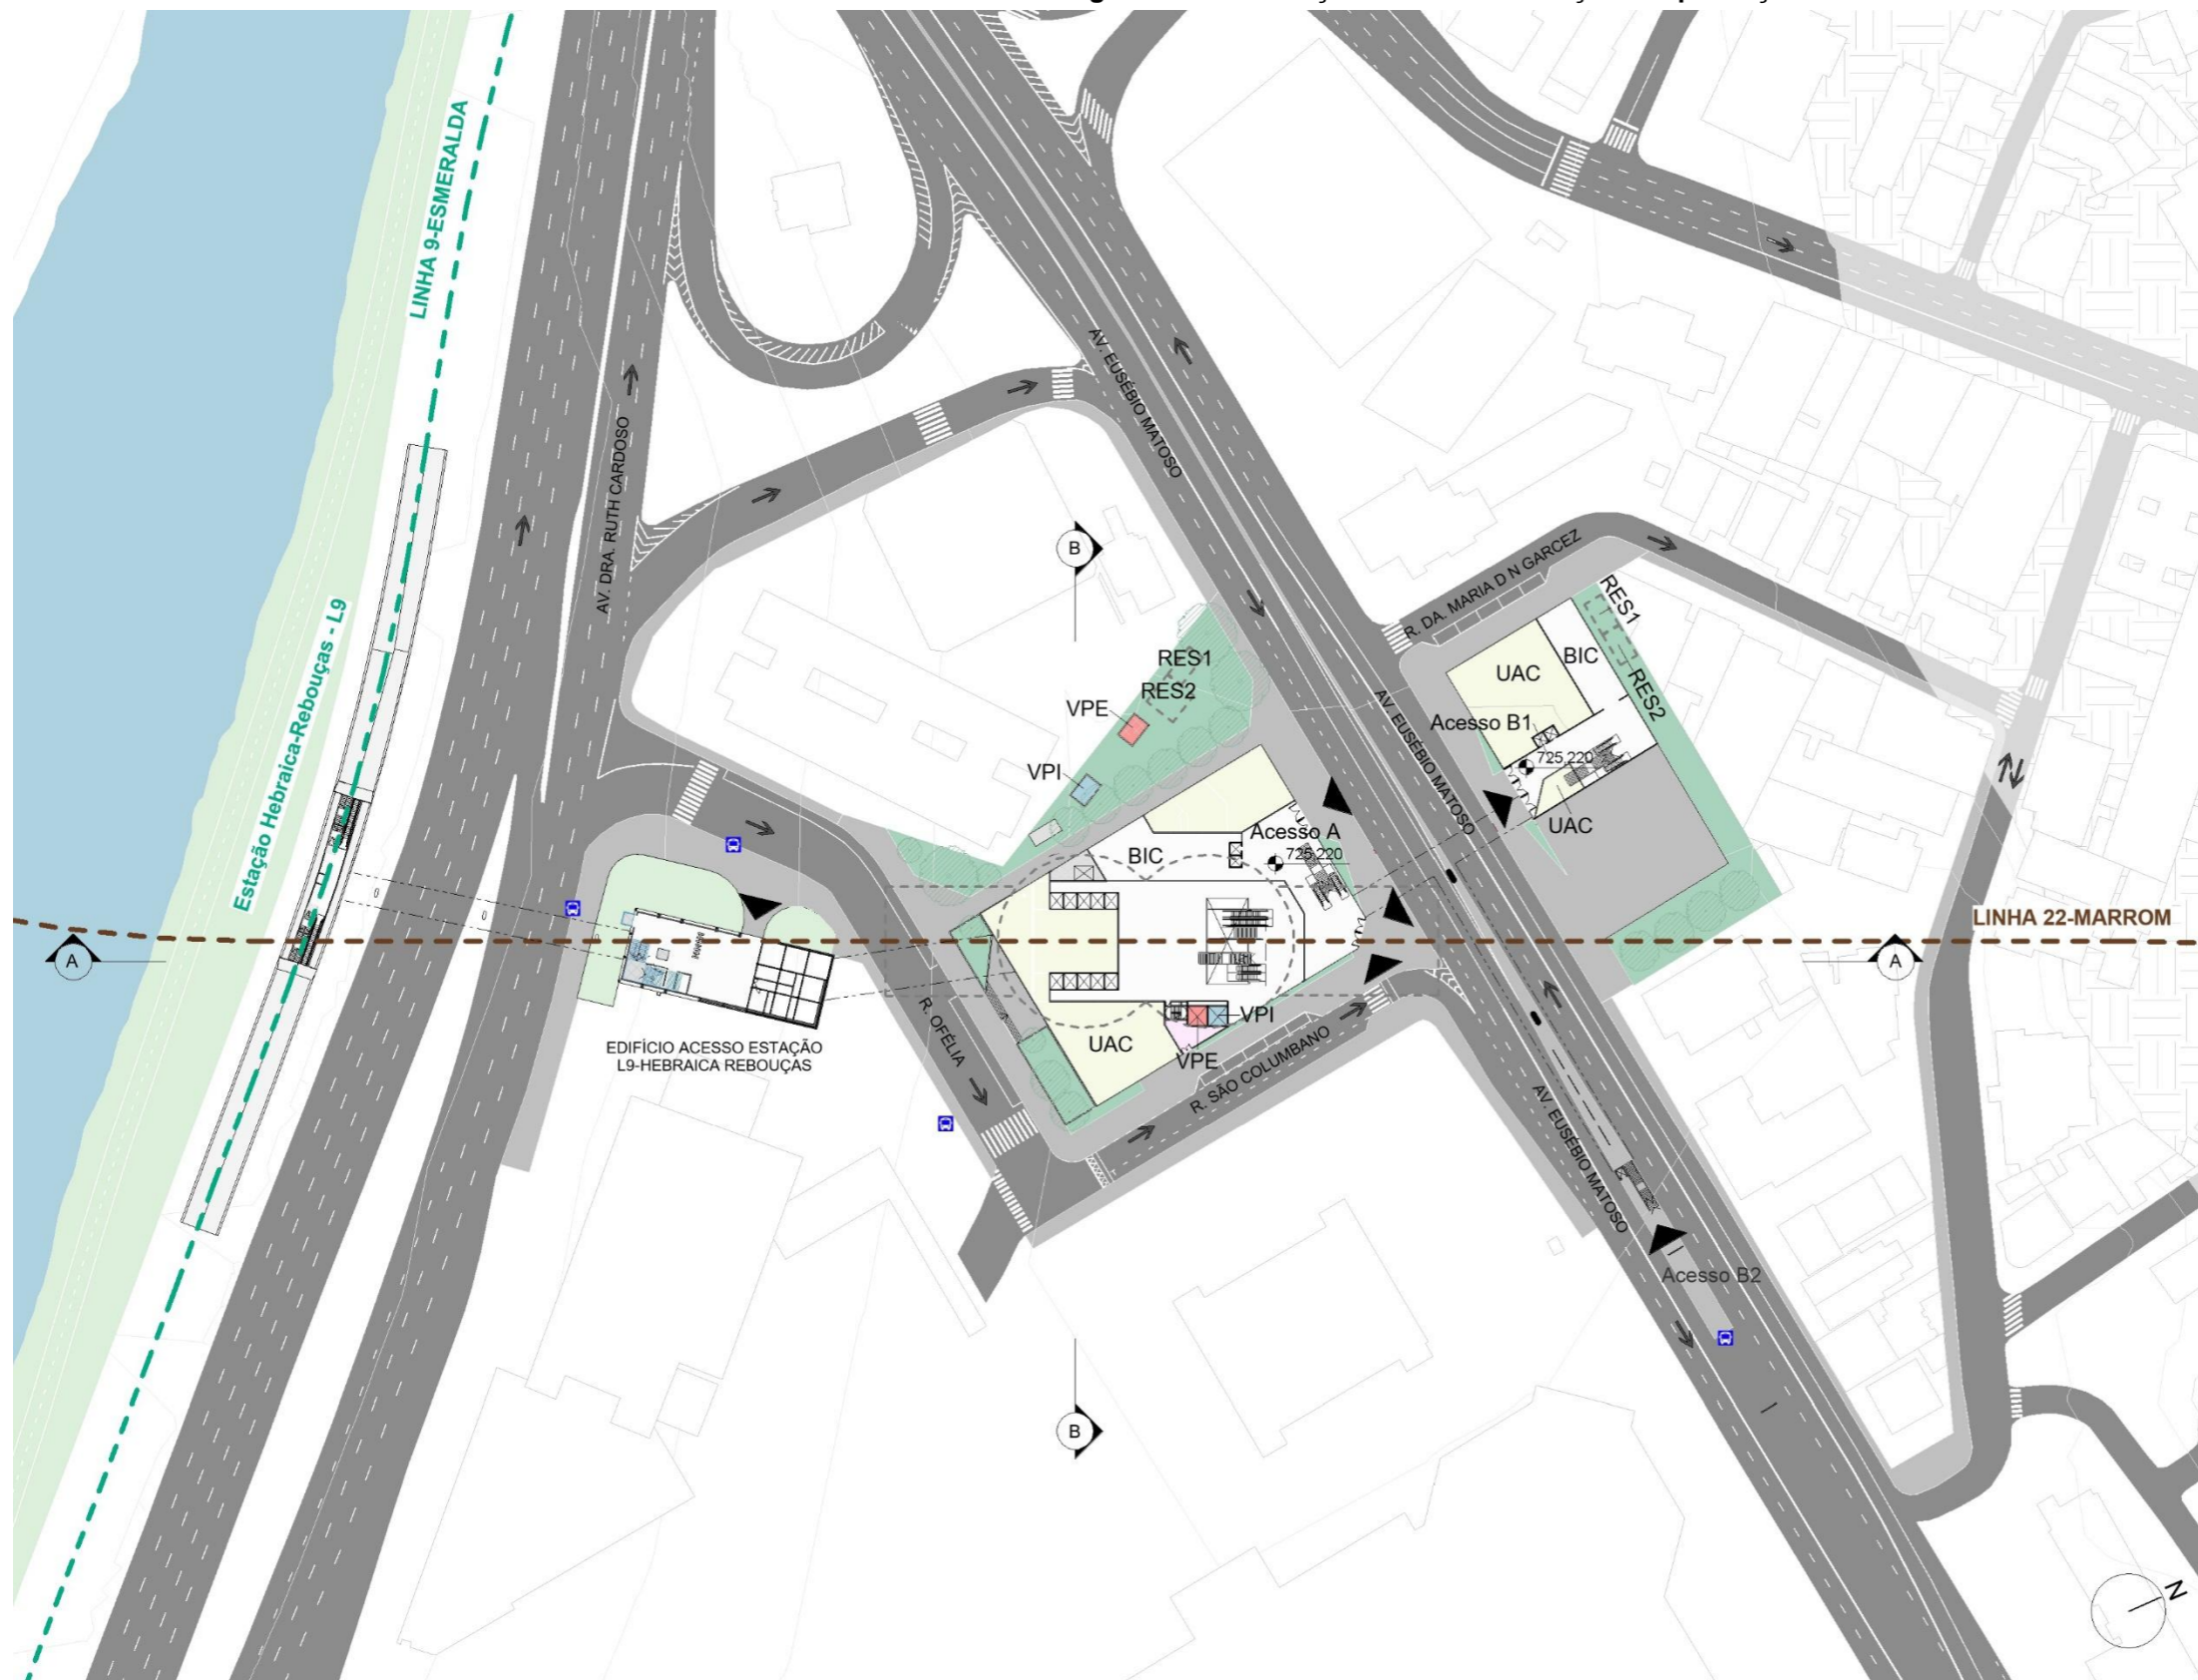 LINHA 9-ESMERALDA
AV. EUSÉBIO MATOSO
AV. DRA. RUTH CARDOSO
B
R. DA. MARIA D N GARCEZ
Estação Hebraica-Rebouças - L9
RES1
RES2
VPE
VPI
RES1
RES2
BIC
UAC
AV. EUSÉBIO MATOSO
Acesso B1
725,220
UAC
Acesso A
725,220
BIC
LINHA 22-MARROM
A
A
EDIFÍCIO ACESSO ESTAÇÃO
L9-HEBRAICA REBOUÇAS
R. OFÉLIA
UAC
VPI
VPE
R. SÃO COLUMBANO
AV. EUSÉBIO MATOSO
Acesso B2
B
N